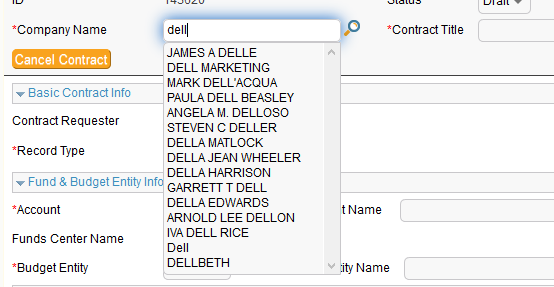 ID 145020 Status Draft
*Company Name dell *Contract Title
Cancel Contract
JAMES A DELLE
DELL MARKETING
MARK DELL'ACQUA
Basic Contract Info
PAULA DELL BEASLEY
ANGELA M. DELLOSO
Contract Requester
STEVEN C DELLER
DELLA MATLOCK
*Record Type
DELLA JEAN WHEELER
DELLA HARRISON
Fund & Budget Entity Info
GARRETT T DELL
DELLA EDWARDS
*Account
ARNOLD LEE DELLON
Name
IVA DELL RICE
Funds Center Name
Dell
DELLBETH
*Budget Entity
Name